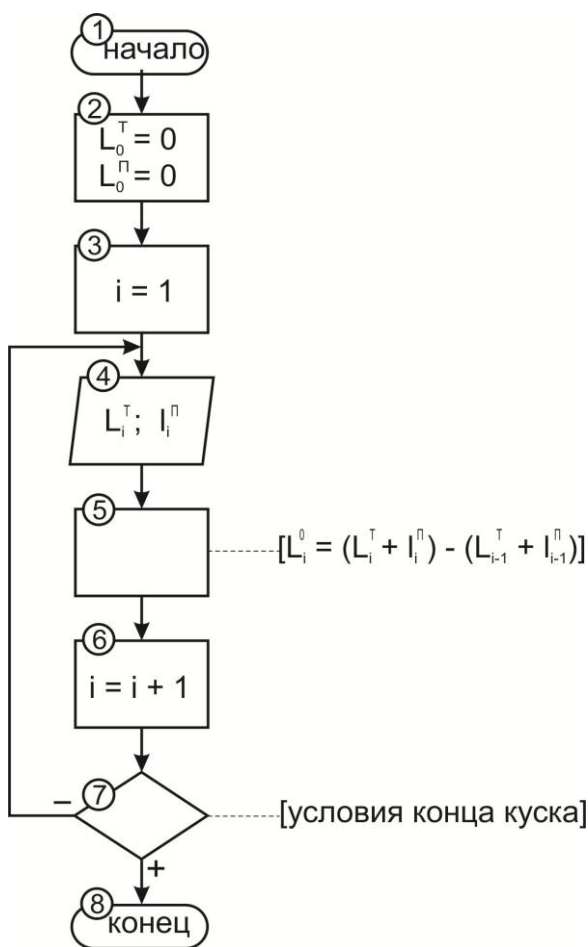 1
начало
2
L₀ᵀ = 0
L₀ᴾ = 0
3
i = 1
4
Lᵢᵀ; lᵢᴾ
5
[Lᵢ⁰ = (Lᵢᵀ + lᵢᴾ) - (Lᵢ₋₁ᵀ + lᵢ₋₁ᴾ)]
6
i = i + 1
–
7
[условия конца куска]
+
8
конец